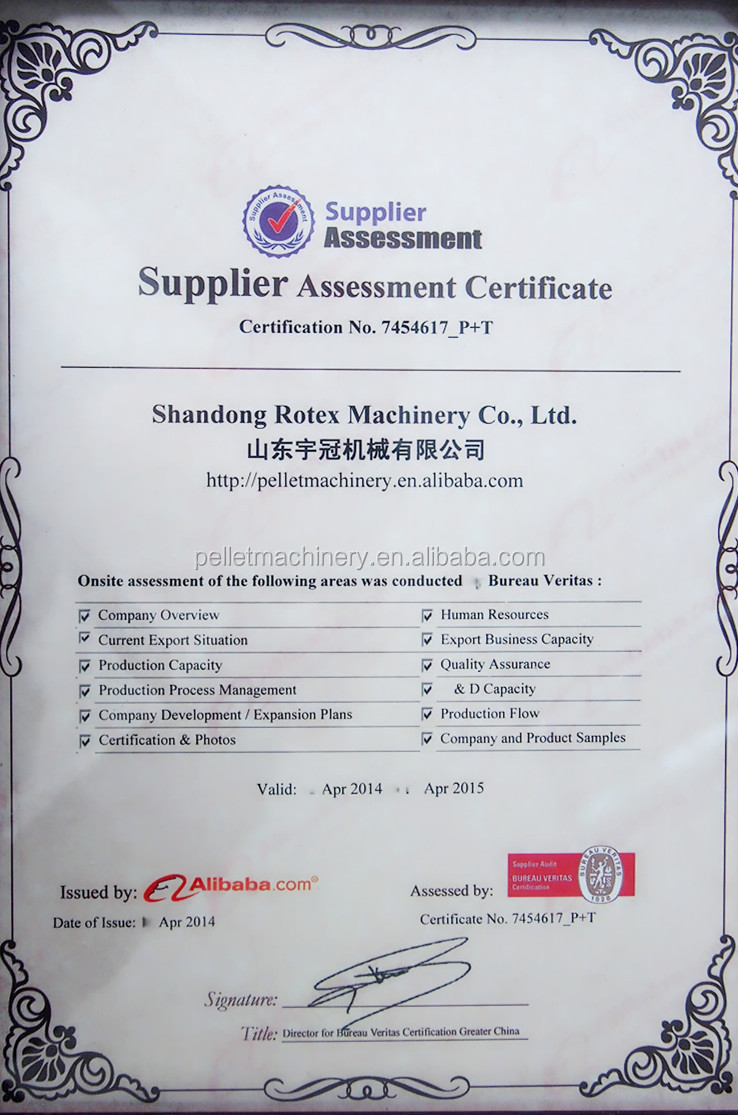 Supplier Assessment
Supplier
Assessment
Supplier Assessment Certificate
Certification No. 7454617_P+T
Shandong Rotex Machinery Co., Ltd.
山东宇冠机械有限公司
http://pelletmachinery.en.alibaba.com
pelletmachinery.en.alibaba.com
Onsite assessment of the following areas was conducted Bureau Veritas :
Company Overview
Human Resources
Current Export Situation
Export Business Capacity
Production Capacity
Quality Assurance
Production Process Management
& D Capacity
Company Development / Expansion Plans
Production Flow
Certification & Photos
Company and Product Samples
Valid: Apr 2014 Apr 2015
Issued by: Alibaba.com®
Assessed by:
Supplier Audit
BUREAU VERITAS
Certification
BUREAU VERITAS
1828
Date of Issue: Apr 2014
Certificate No. 7454617_P+T
Signature:
Title: Director for Bureau Veritas Certification Greater China